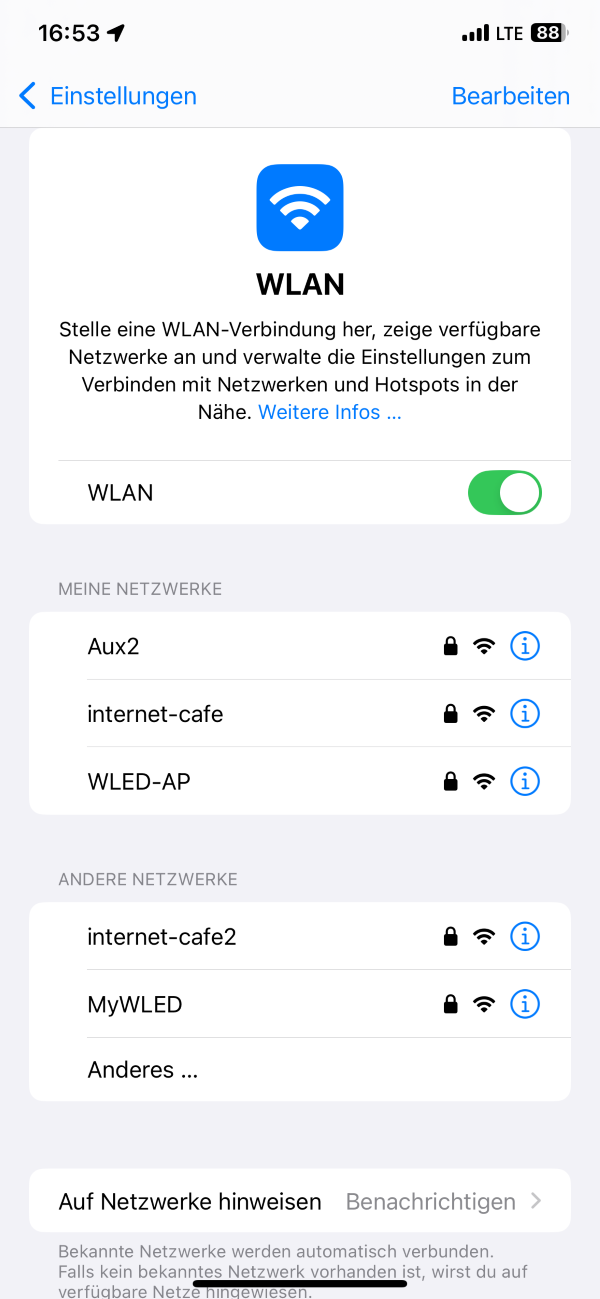 16:53 LTE 88
Einstellungen Bearbeiten
WLAN
Stelle eine WLAN-Verbindung her, zeige verfügbare
Netzwerke an und verwalte die Einstellungen zum
Verbinden mit Netzwerken und Hotspots in der
Nähe. Weitere Infos ...
WLAN
MEINE NETZWERKE
Aux2
internet-cafe
WLED-AP
ANDERE NETZWERKE
internet-cafe2
MyWLED
Anderes ...
Auf Netzwerke hinweisen Benachrichtigen
Bekannte Netzwerke werden automatisch verbunden.
Falls kein bekanntes Netzwerk vorhanden ist, wirst du auf
verfügbare Netze hingewiesen.